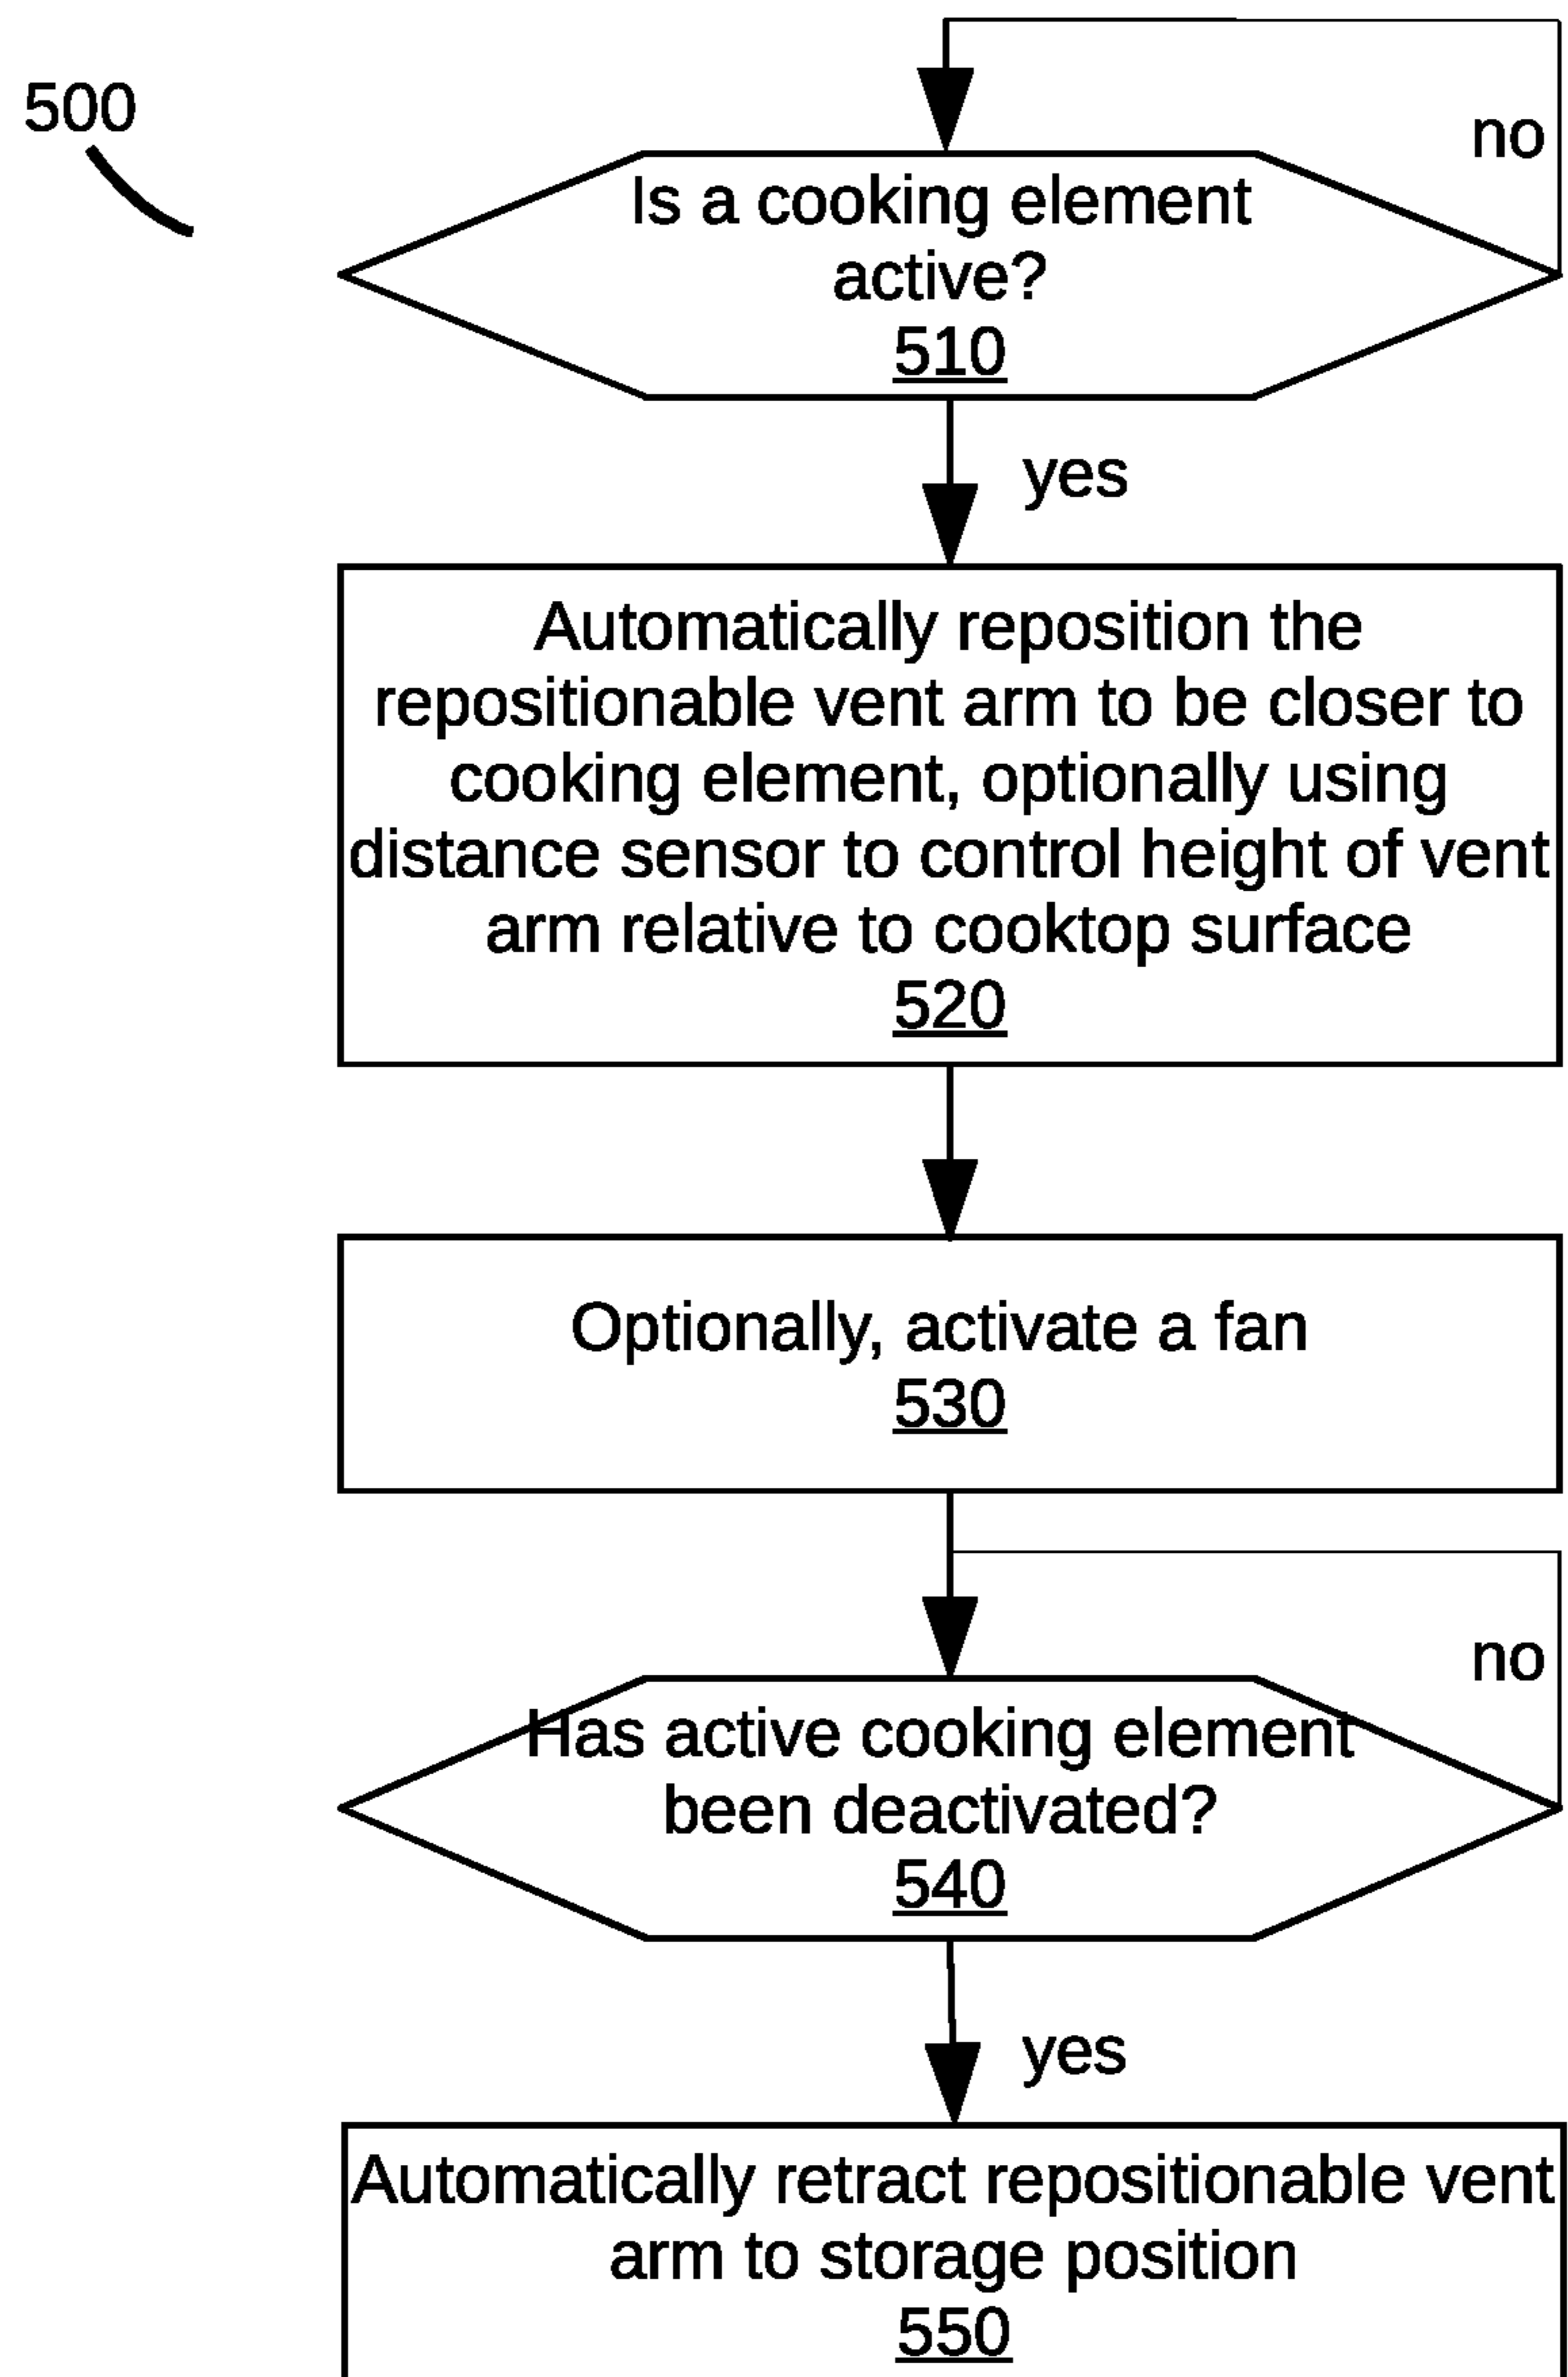 500
no
Is a cooking element
active?
510
yes
Automatically reposition the
repositionable vent arm to be closer to
cooking element, optionally using
distance sensor to control height of vent
arm relative to cooktop surface
520
Optionally, activate a fan
530
no
Has active cooking element
been deactivated?
540
yes
Automatically retract repositionable vent
arm to storage position
550